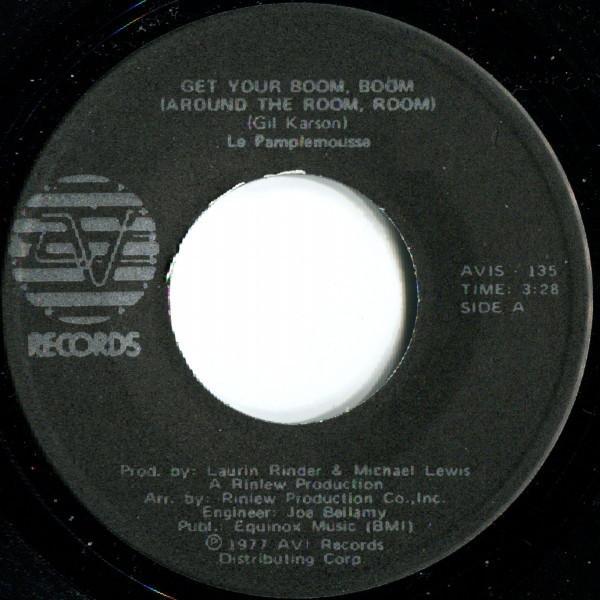 GET YOUR BOOM, BOOM
(AROUND THE ROOM, ROOM)
(Gil Karson)
Le Pamplemousse
AVI
RECORDS
AVIS - 135
TIME: 3:28
SIDE A
Prod. by: Laurin Rinder & Michael Lewis
A Rinlew Production
Arr. by: Rinlew Production Co., Inc.
Engineer: Joe Bellamy
Publ.: Equinox Music (BMI)
Ⓟ 1977 AVI Records
Distributing Corp.